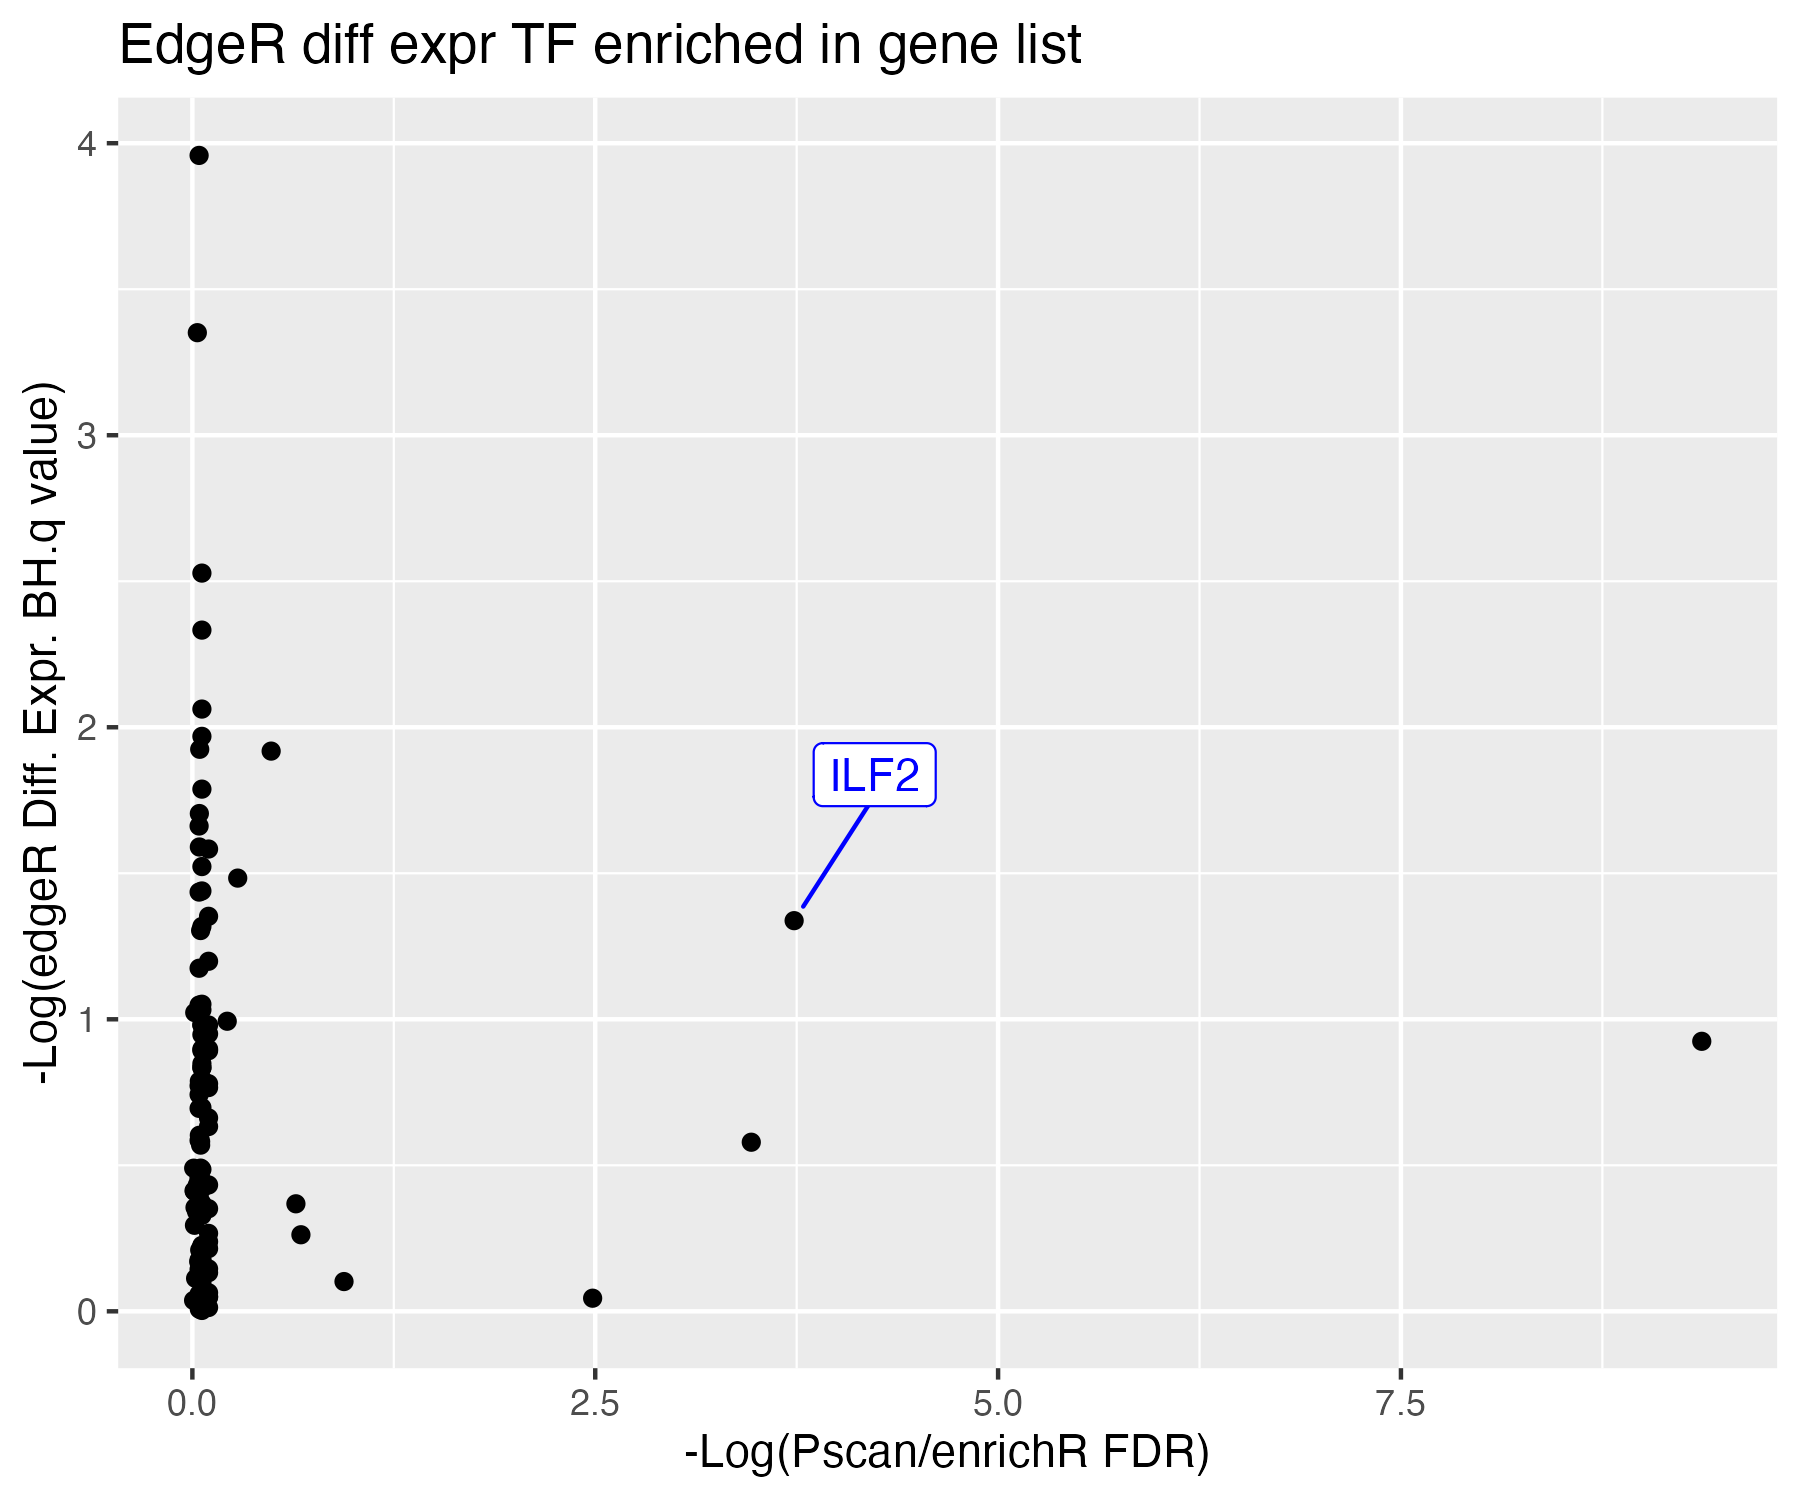 EdgeR diff expr TF enriched in gene list
-Log(edgeR Diff. Expr. BH.q value)
4
3
2
1
0
ILF2
0.0 2.5 5.0 7.5
-Log(Pscan/enrichR FDR)